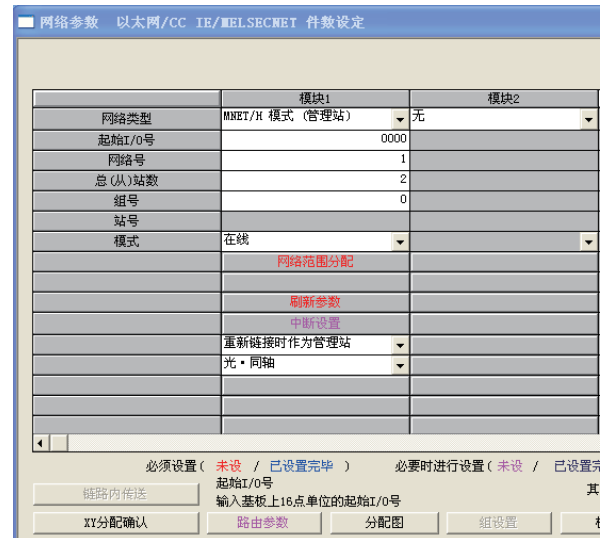 网络参数 以太网/CC IE/MELSECNET 件数设定
模块1 模块2
网络类型 MNET/H 模式 (管理站) 无
起始I/O号 0000
网络号 1
总(从)站数 2
组号 0
站号
模式 在线
网络范围分配
刷新参数
中断设置
重新链接时作为管理站
光·同轴
必须设置( 未设 / 已设置完毕 ) 必要时进行设置( 未设 / 已设置
链路内传送 起始I/O号
输入基板上16点单位的起始I/O号 其
XY分配确认 路由参数 分配图 组设置